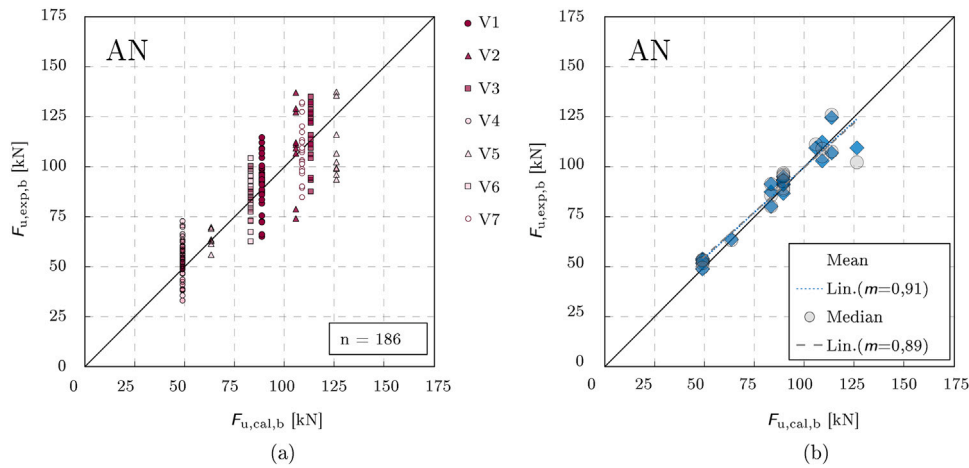 AN
175
150
125
100
75
50
25
0
F_u,exp,b [kN]
n = 186
0 25 50 75 100 125 150 175
F_u,cal,b [kN]
(a)
V1
V2
V3
V4
V5
V6
V7
AN
175
150
125
100
75
50
25
0
F_u,exp,b [kN]
Mean
Lin.(m=0,91)
Median
Lin.(m=0,89)
0 25 50 75 100 125 150 175
F_u,cal,b [kN]
(b)